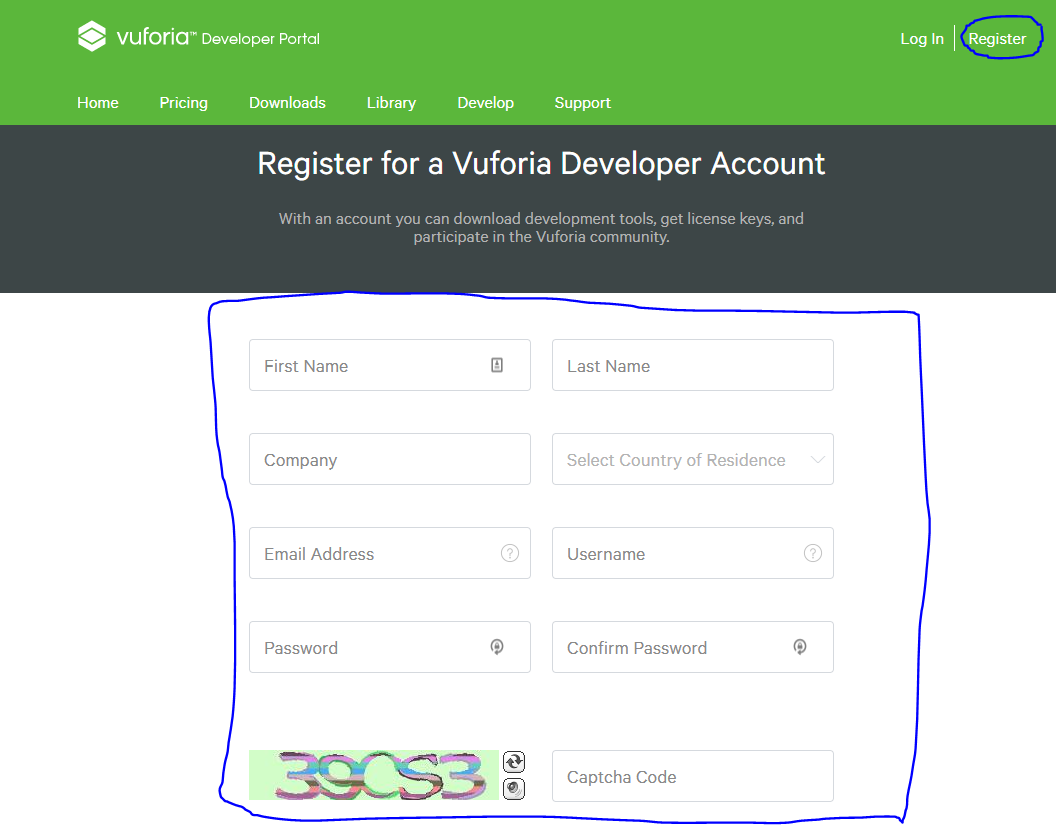 vuforia™ Developer Portal
Log In Register
Home Pricing Downloads Library Develop Support
Register for a Vuforia Developer Account
With an account you can download development tools, get license keys, and
participate in the Vuforia community.
First Name Last Name
Company Select Country of Residence
Email Address ? Username ?
Password Confirm Password
Captcha Code